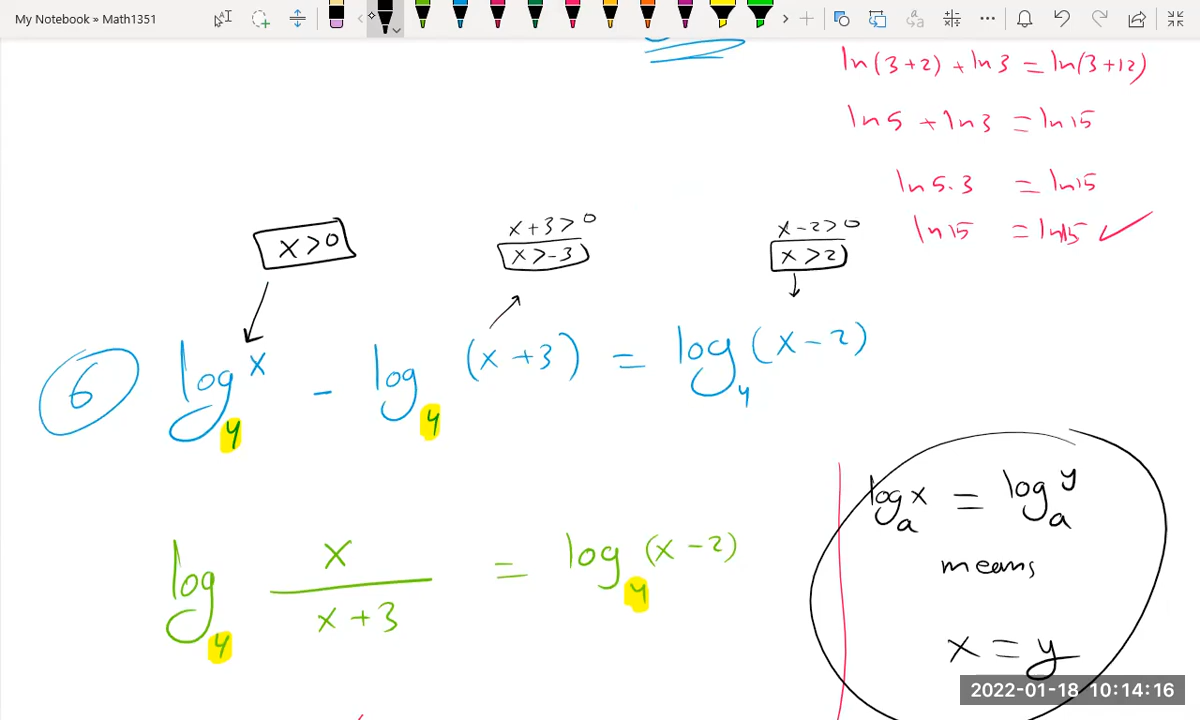 My Notebook » Math1351
ln(3+2) + ln3 = ln(3+12)
ln5 + ln3 = ln15
ln5.3 = ln15
ln15 = ln15 ✓
x>0
x+3>0
x>-3
x-2>0
x>2
6 log₄ x - log₄ (x+3) = log₄ (x-2)
log₄ x/(x+3) = log₄ (x-2)
logₐ x = logₐ y
means
x = y
2022-01-18 10:14:16